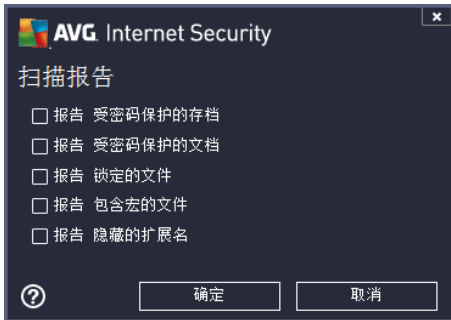 AVG. Internet Security
扫描报告
报告 受密码保护的存档
报告 受密码保护的文档
报告 锁定的文件
报告 包含宏的文件
报告 隐藏的扩展名
确定 取消